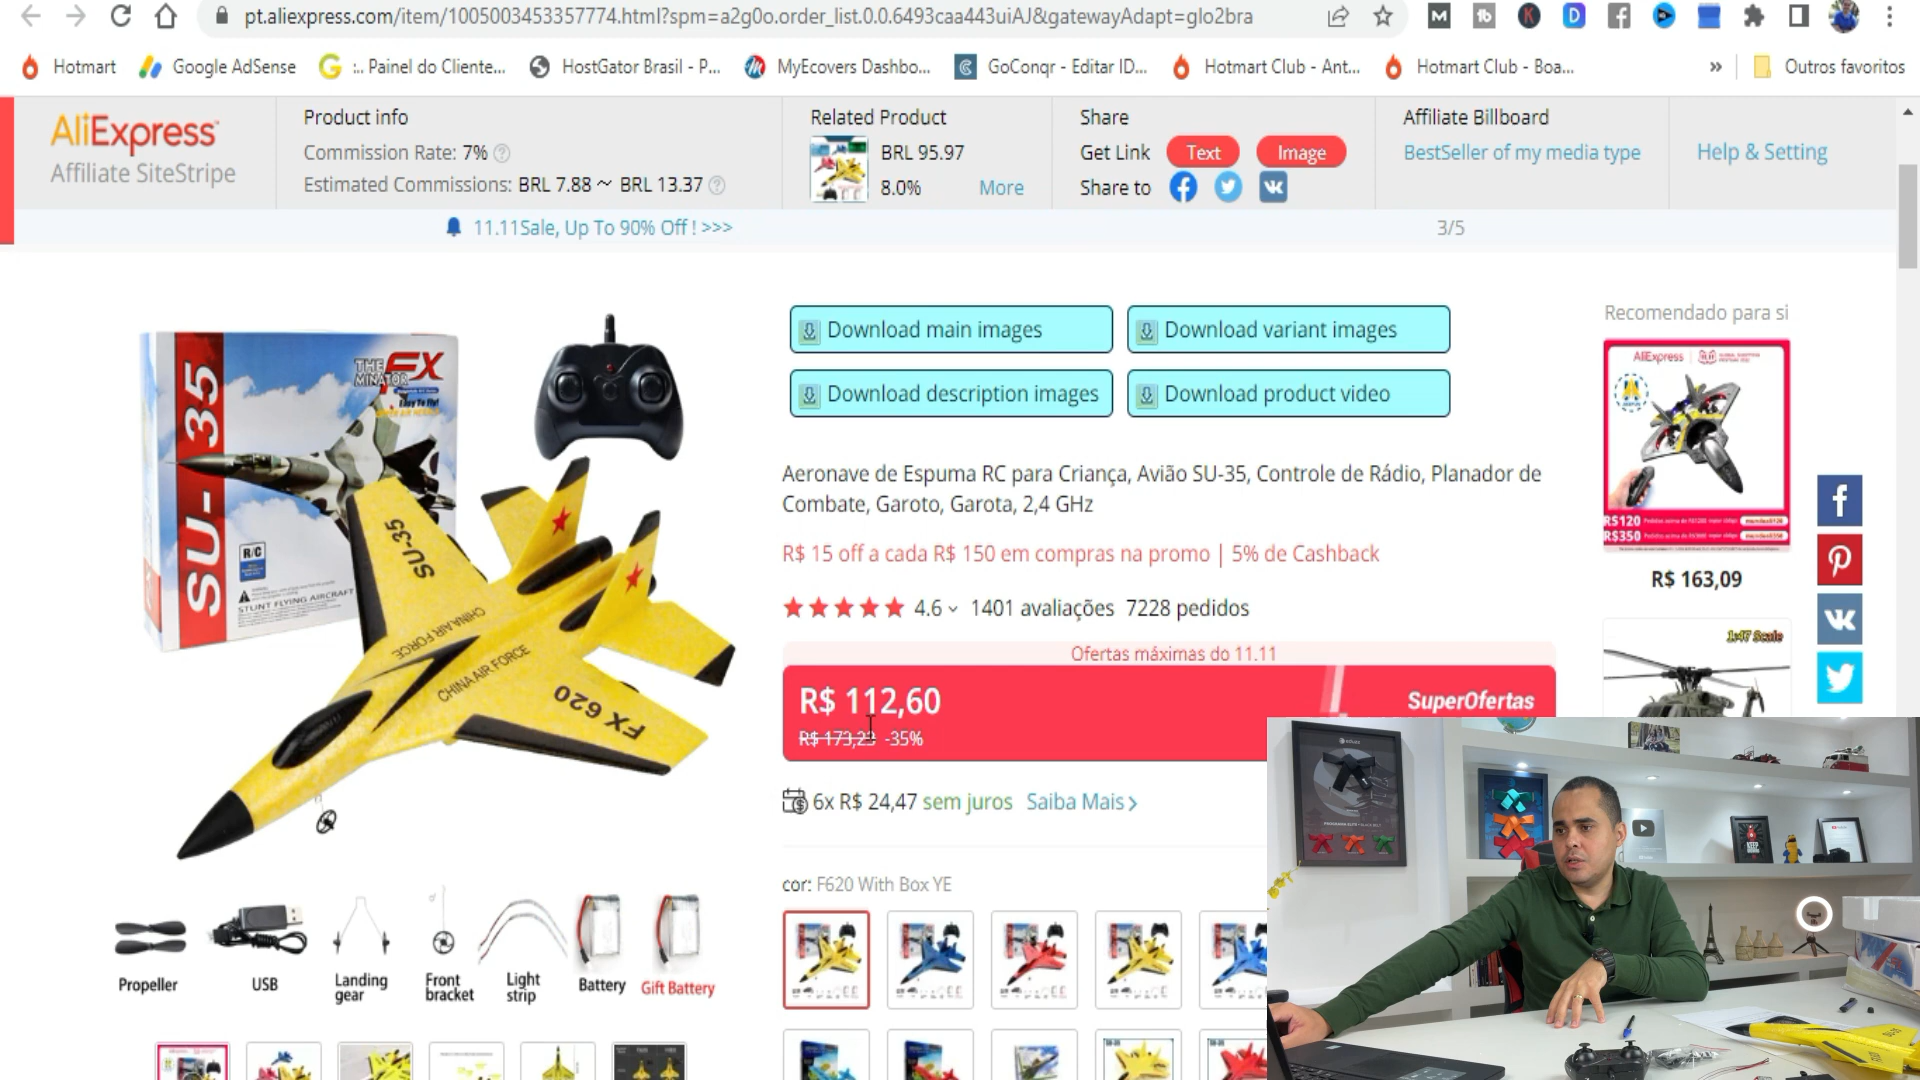 pt.aliexpress.com/item/1005003453357774.html?spm=a2g0o.order_list.0.0.6493caa443uiAJ&gatewayAdapt=glo2bra
Hotmart
Google AdSense
:.. Painel do Cliente...
HostGator Brasil - P...
MyEcovers Dashbo...
GoConqr - Editar ID...
Hotmart Club - Ant...
Hotmart Club - Boa...
»
Outros favoritos
AliExpress
Affiliate SiteStripe
Product info
Commission Rate: 7%
Estimated Commissions: BRL 7.88 ~ BRL 13.37
Related Product
BRL 95.97
8.0%
More
Share
Get Link
Text
Image
Share to
Affiliate Billboard
BestSeller of my media type
Help & Setting
11.11Sale, Up To 90% Off ! >>>
3/5
SU-35
THE FX
MINATOR
Easy To Fly!
R/C
STUNT FLYING AIRCRAFT
SU-35
CHINA AIR FORCE
CHINA AIR FORCE
FX 620
Propeller
USB
Landing gear
Front bracket
Light strip
Battery
Gift Battery
Download main images
Download variant images
Download description images
Download product video
Aeronave de Espuma RC para Criança, Avião SU-35, Controle de Rádio, Planador de
Combate, Garoto, Garota, 2,4 GHz
R$ 15 off a cada R$ 150 em compras na promo | 5% de Cashback
4.6
1401 avaliações
7228 pedidos
Ofertas máximas do 11.11
R$ 112,60
SuperOfertas
R$ 173,23 -35%
6x R$ 24,47 sem juros
Saiba Mais
cor: F620 With Box YE
Recomendado para si
AliExpress
R$120
R$350
R$ 163,09
1:47 Scale